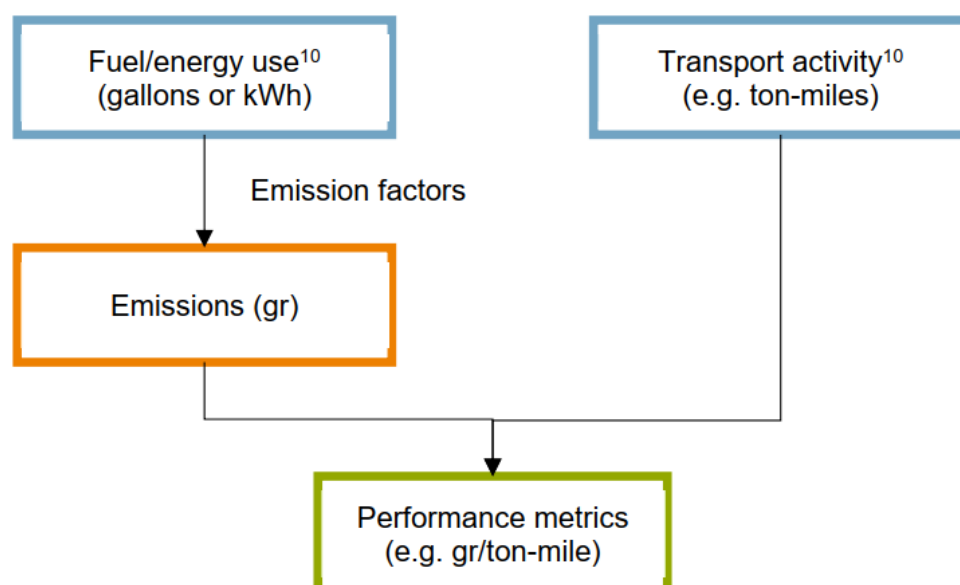 Fuel/energy use¹⁰
(gallons or kWh)
Transport activity¹⁰
(e.g. ton-miles)
Emission factors
Emissions (gr)
Performance metrics
(e.g. gr/ton-mile)